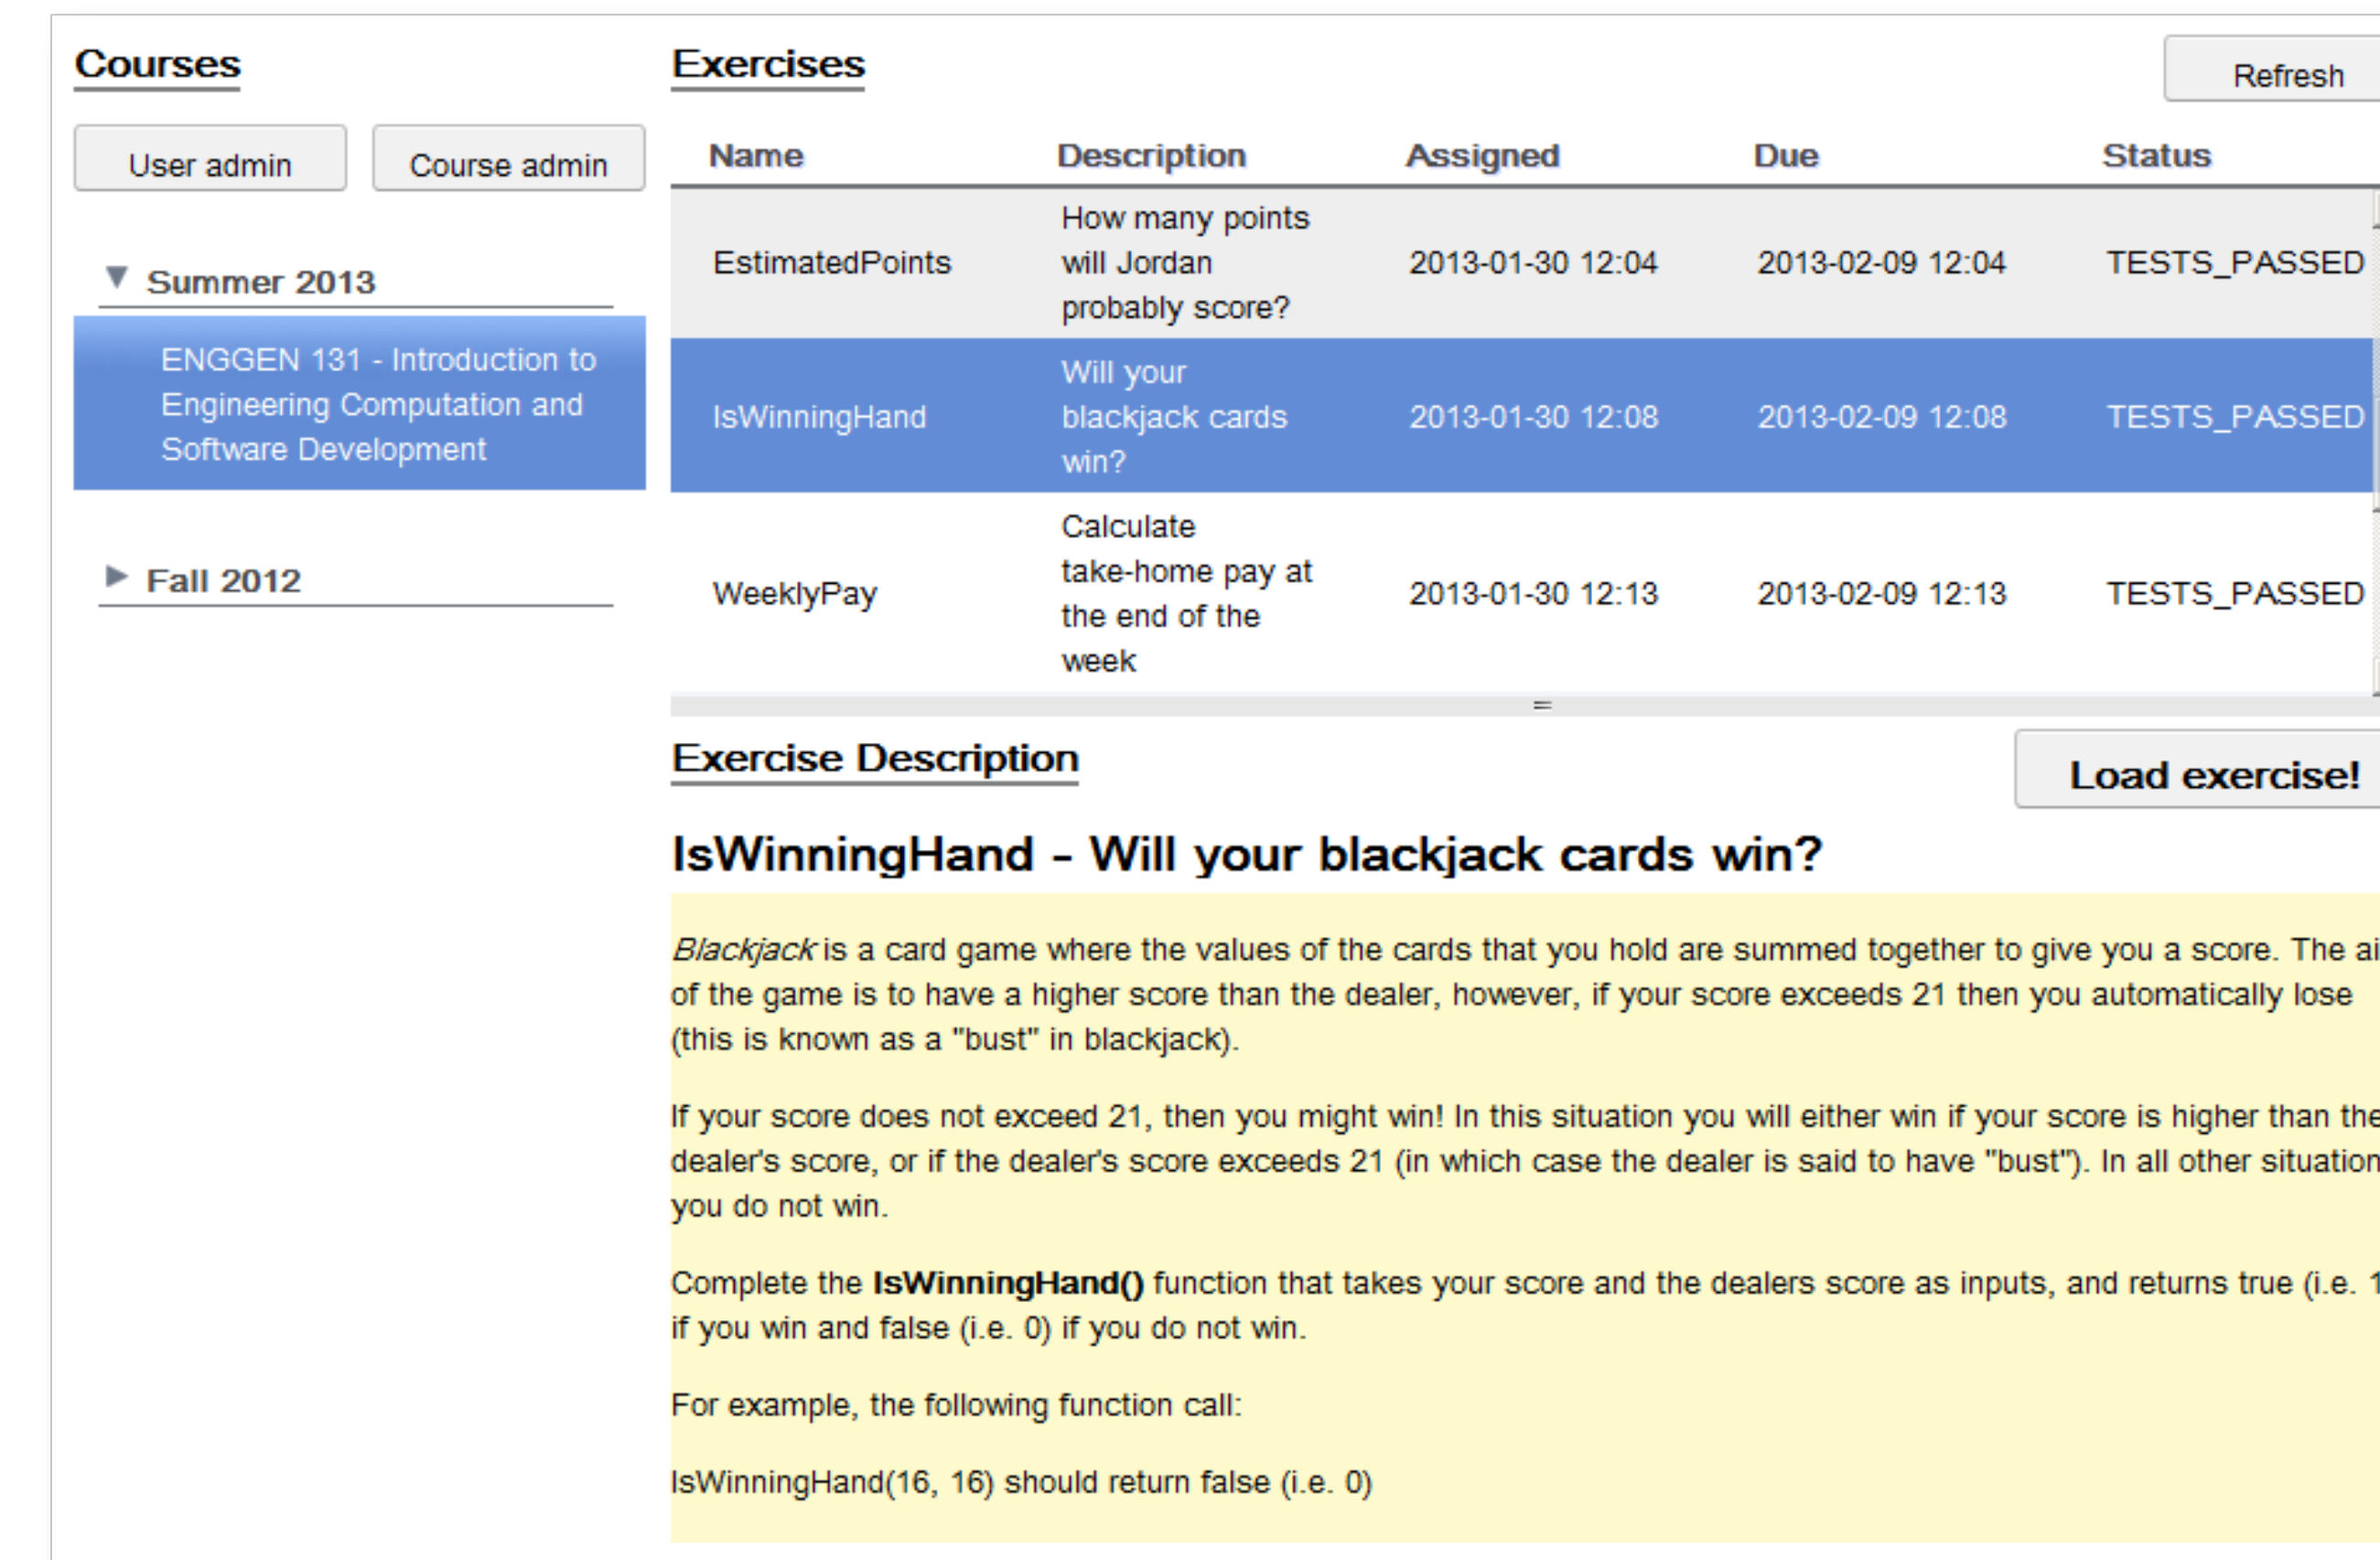 Courses
User admin
Course admin
Summer 2013
ENGGEN 131 - Introduction to
Engineering Computation and
Software Development
Fall 2012
Exercises
Refresh
Name Description Assigned Due Status
How many points
will Jordan
probably score?
EstimatedPoints 2013-01-30 12:04 2013-02-09 12:04 TESTS_PASSED
Will your
blackjack cards
win?
IsWinningHand 2013-01-30 12:08 2013-02-09 12:08 TESTS_PASSED
Calculate
take-home pay at
the end of the
week
WeeklyPay 2013-01-30 12:13 2013-02-09 12:13 TESTS_PASSED
Exercise Description
Load exercise!
IsWinningHand - Will your blackjack cards win?
Blackjack is a card game where the values of the cards that you hold are summed together to give you a score. The
of the game is to have a higher score than the dealer, however, if your score exceeds 21 then you automatically lose
(this is known as a "bust" in blackjack).
If your score does not exceed 21, then you might win! In this situation you will either win if your score is higher than the
dealer's score, or if the dealer's score exceeds 21 (in which case the dealer is said to have "bust"). In all other situation
you do not win.
Complete the IsWinningHand() function that takes your score and the dealers score as inputs, and returns true (i.e. 1
if you win and false (i.e. 0) if you do not win.
For example, the following function call:
IsWinningHand(16, 16) should return false (i.e. 0)